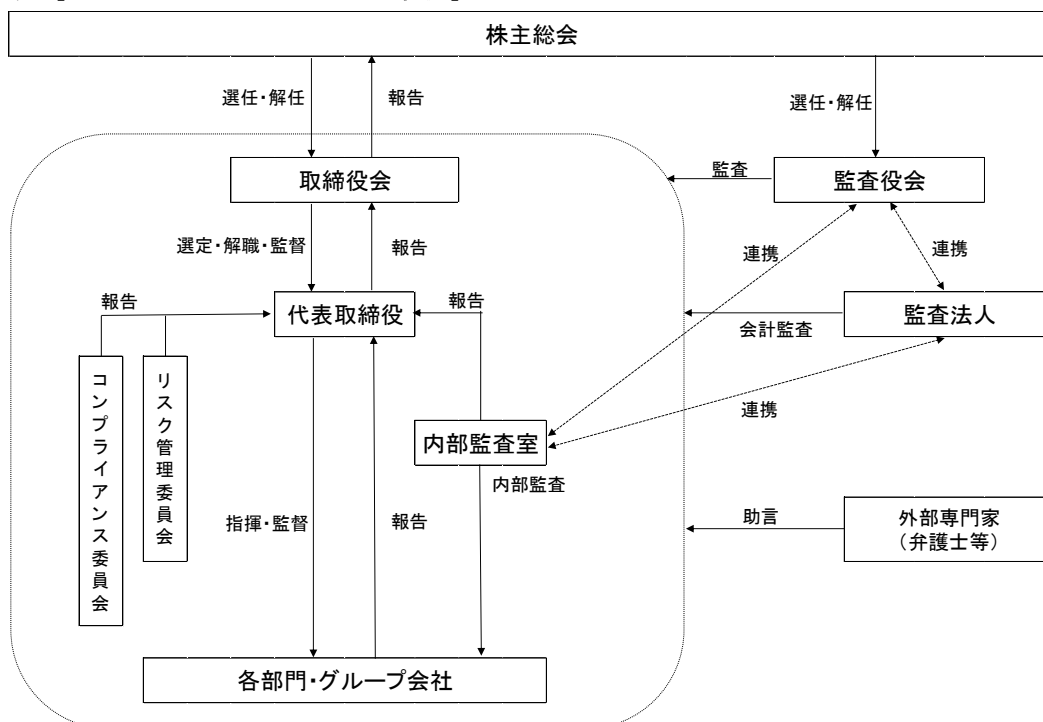 株主総会
選任・解任
報告
選任・解任
取締役会
監査
監査役会
選定・解職・監督
報告
連携
連携
報告
代表取締役
報告
監査法人
会計監査
コンプライアンス委員会
リスク管理委員会
連携
内部監査室
内部監査
指揮・監督
報告
助言
外部専門家
（弁護士等）
各部門・グループ会社